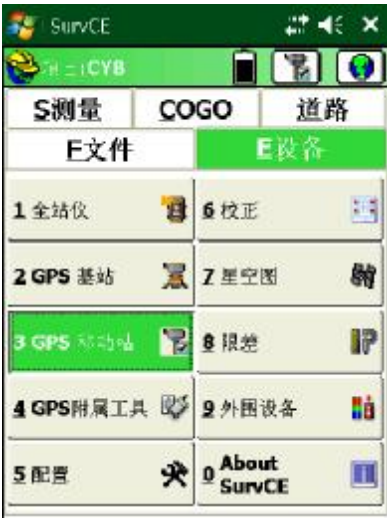 SurvCE
CYB
S测量 COGO 道路
F文件 E设备
1 全站仪
6 校正
2 GPS 基站
7 星空图
3 GPS 移动站
8 限差
4 GPS附属工具
9 外围设备
5 配置
0 About SurvCE